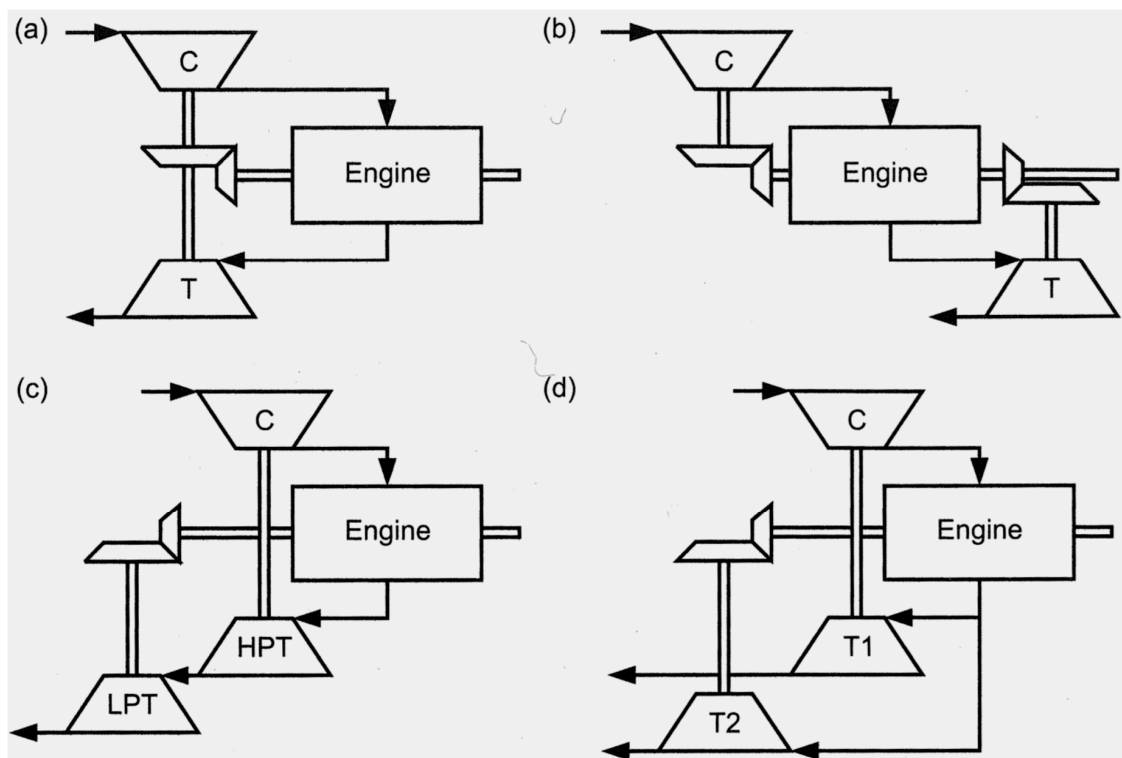 (a)
C
Engine
T
(b)
C
Engine
T
(c)
C
Engine
HPT
LPT
(d)
C
Engine
T1
T2